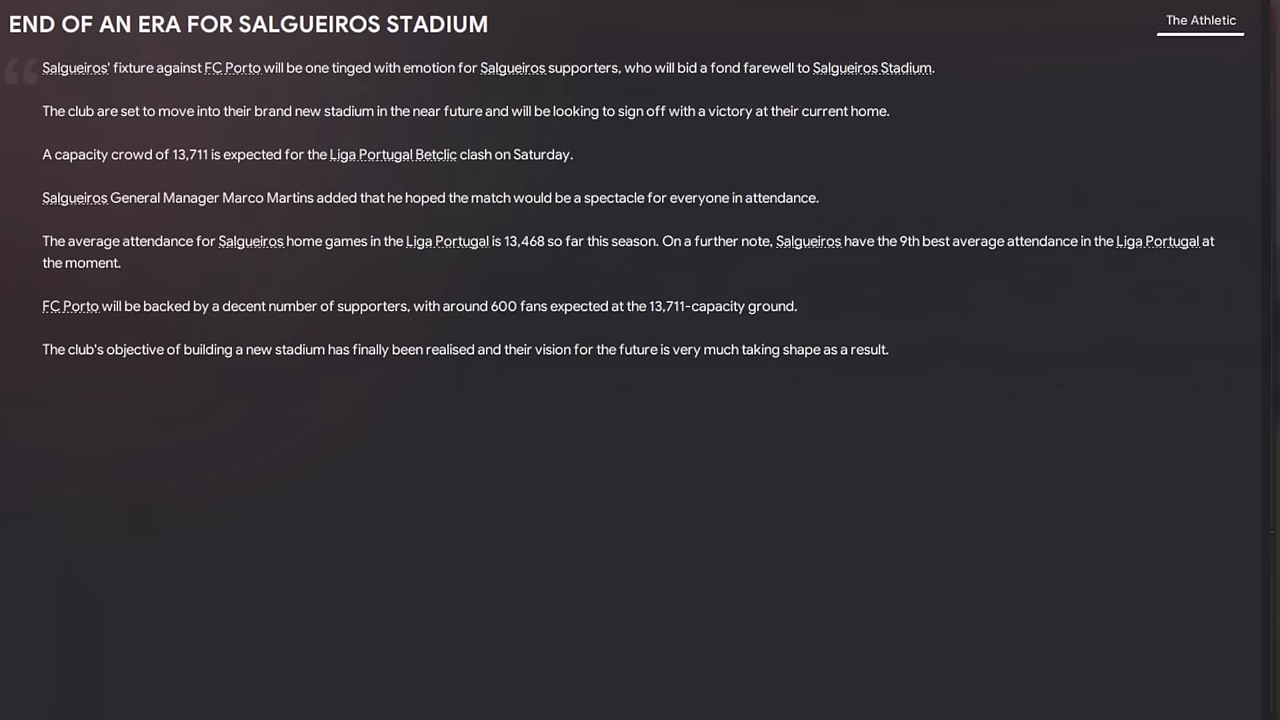 END OF AN ERA FOR SALGUEIROS STADIUM
The Athletic
Salgueiros' fixture against FC Porto will be one tinged with emotion for Salgueiros supporters, who will bid a fond farewell to Salgueiros Stadium.
The club are set to move into their brand new stadium in the near future and will be looking to sign off with a victory at their current home.
A capacity crowd of 13,711 is expected for the Liga Portugal Betclic clash on Saturday.
Salgueiros General Manager Marco Martins added that he hoped the match would be a spectacle for everyone in attendance.
The average attendance for Salgueiros home games in the Liga Portugal is 13,468 so far this season. On a further note, Salgueiros have the 9th best average attendance in the Liga Portugal at
the moment.
FC Porto will be backed by a decent number of supporters, with around 600 fans expected at the 13,711-capacity ground.
The club's objective of building a new stadium has finally been realised and their vision for the future is very much taking shape as a result.